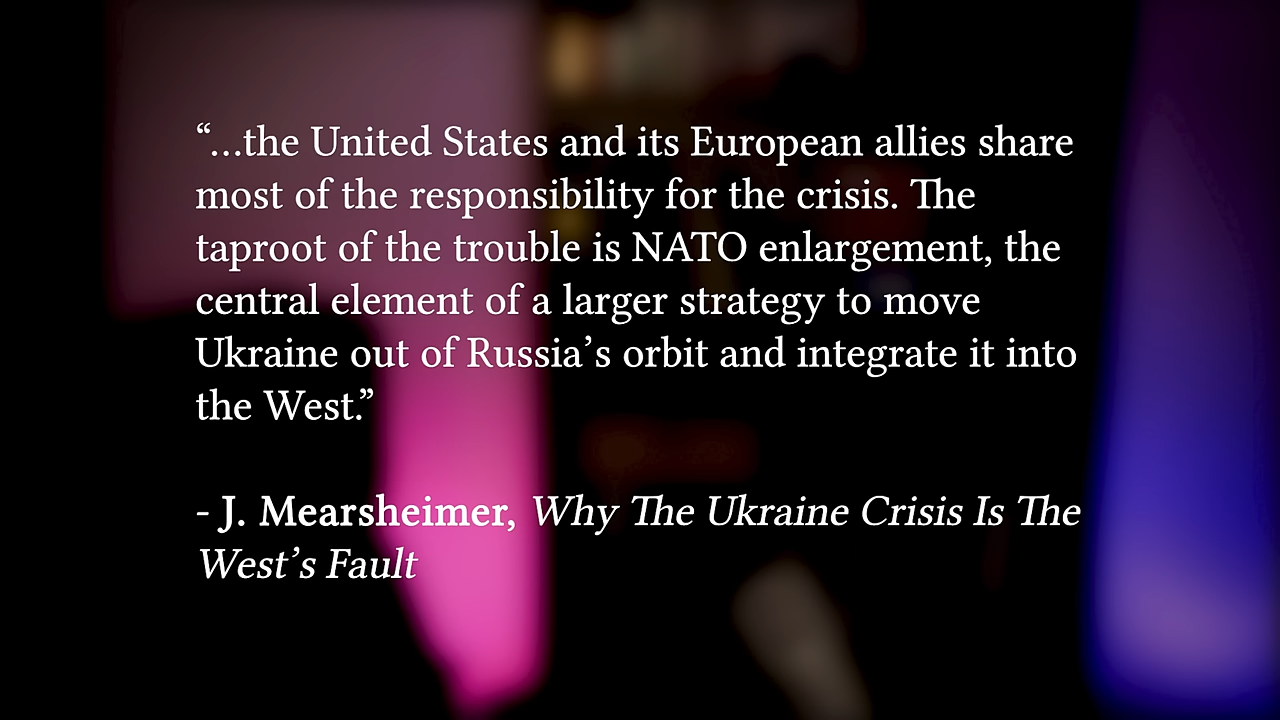 “…the United States and its European allies share
most of the responsibility for the crisis. The
taproot of the trouble is NATO enlargement, the
central element of a larger strategy to move
Ukraine out of Russia’s orbit and integrate it into
the West.”
- J. Mearsheimer, Why The Ukraine Crisis Is The
West’s Fault